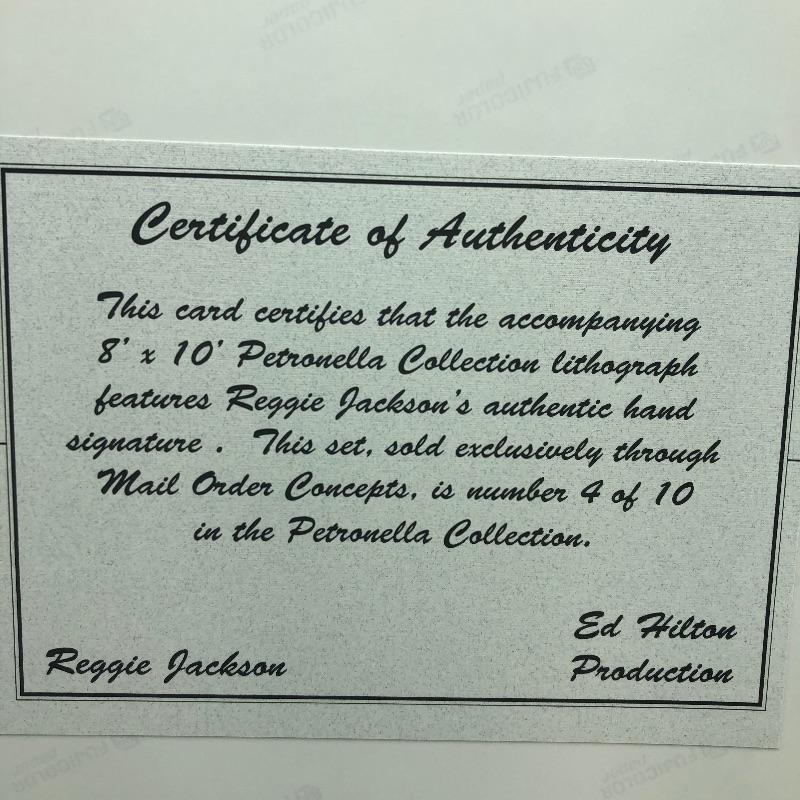 Certificate of Authenticity
This card certifies that the accompanying
8' x 10' Petronella Collection lithograph
features Reggie Jackson's authentic hand
signature . This set, sold exclusively through
Mail Order Concepts, is number 4 of 10
in the Petronella Collection.
Ed Hilton
Reggie Jackson Production